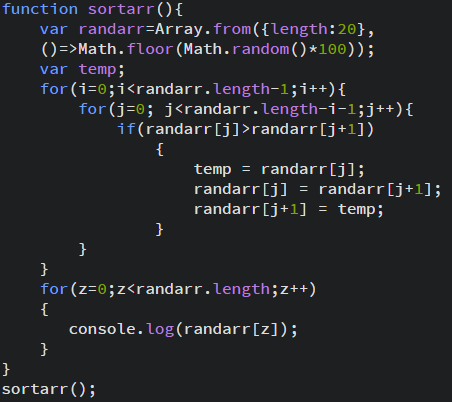 function sortarr(){
var randarr=Array.from({length:20},
()=>Math.floor(Math.random()*100));
var temp;
for(i=0;i<randarr.length-1;i++){
for(j=0; j<randarr.length-i-1;j++){
if(randarr[j]>randarr[j+1])
{
temp = randarr[j];
randarr[j] = randarr[j+1];
randarr[j+1] = temp;
}
}
}
for(z=0;z<randarr.length;z++)
{
console.log(randarr[z]);
}
}
sortarr();